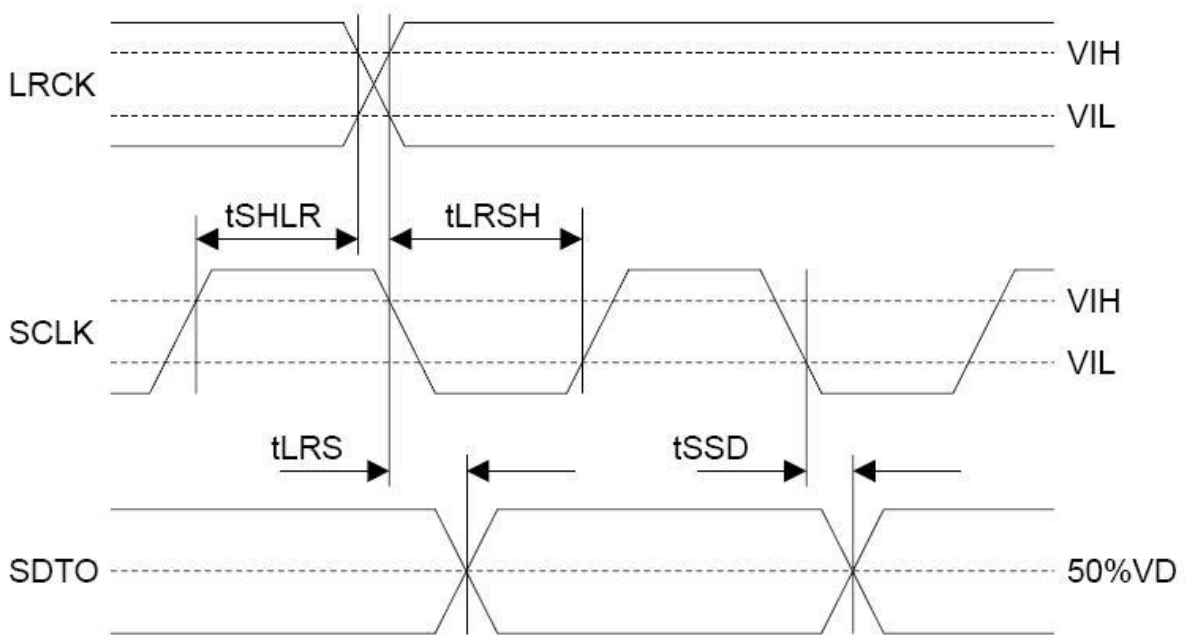 VIH
LRCK
VIL
tSHLR
tLRSH
VIH
SCLK
VIL
tLRS
tSSD
SDTO
50%VD